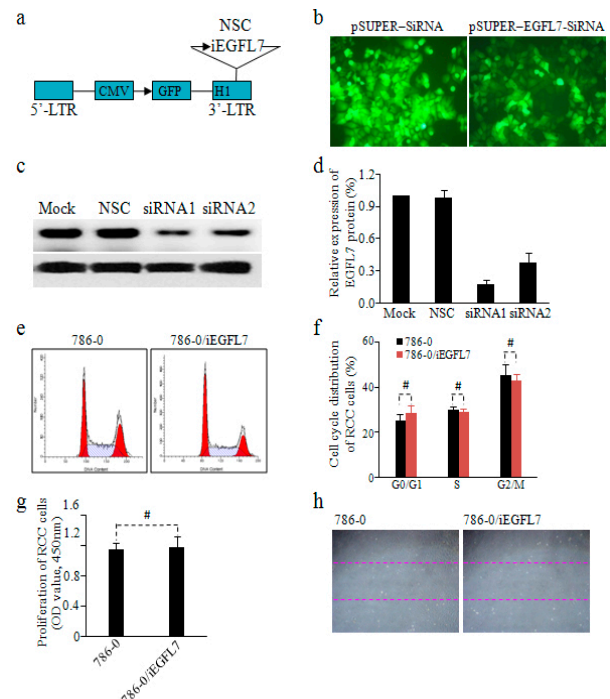 a
NSC
iEGFL7
CMV
GFP
H1
5’-LTR
3’-LTR
b
pSUPER–SiRNA
pSUPER–EGFL7-SiRNA
c
Mock NSC siRNA1 siRNA2
d
Relative expression of
EGFL7 protein (%)
1.2
0.9
0.6
0.3
0.0
Mock NSC siRNA1 siRNA2
e
786-0
786-0/iEGFL7
DNA Content
DNA Content
f
786-0
786-0/iEGFL7
Cell cycle distribution
of RCC cells (%)
60
40
20
0
#
#
#
G0/G1 S G2/M
g
Proliferation of RCC cells
(OD value, 450nm)
1.6
1.2
0.8
0.4
0
#
786-0
786-0/iEGFL7
h
786-0
786-0/iEGFL7